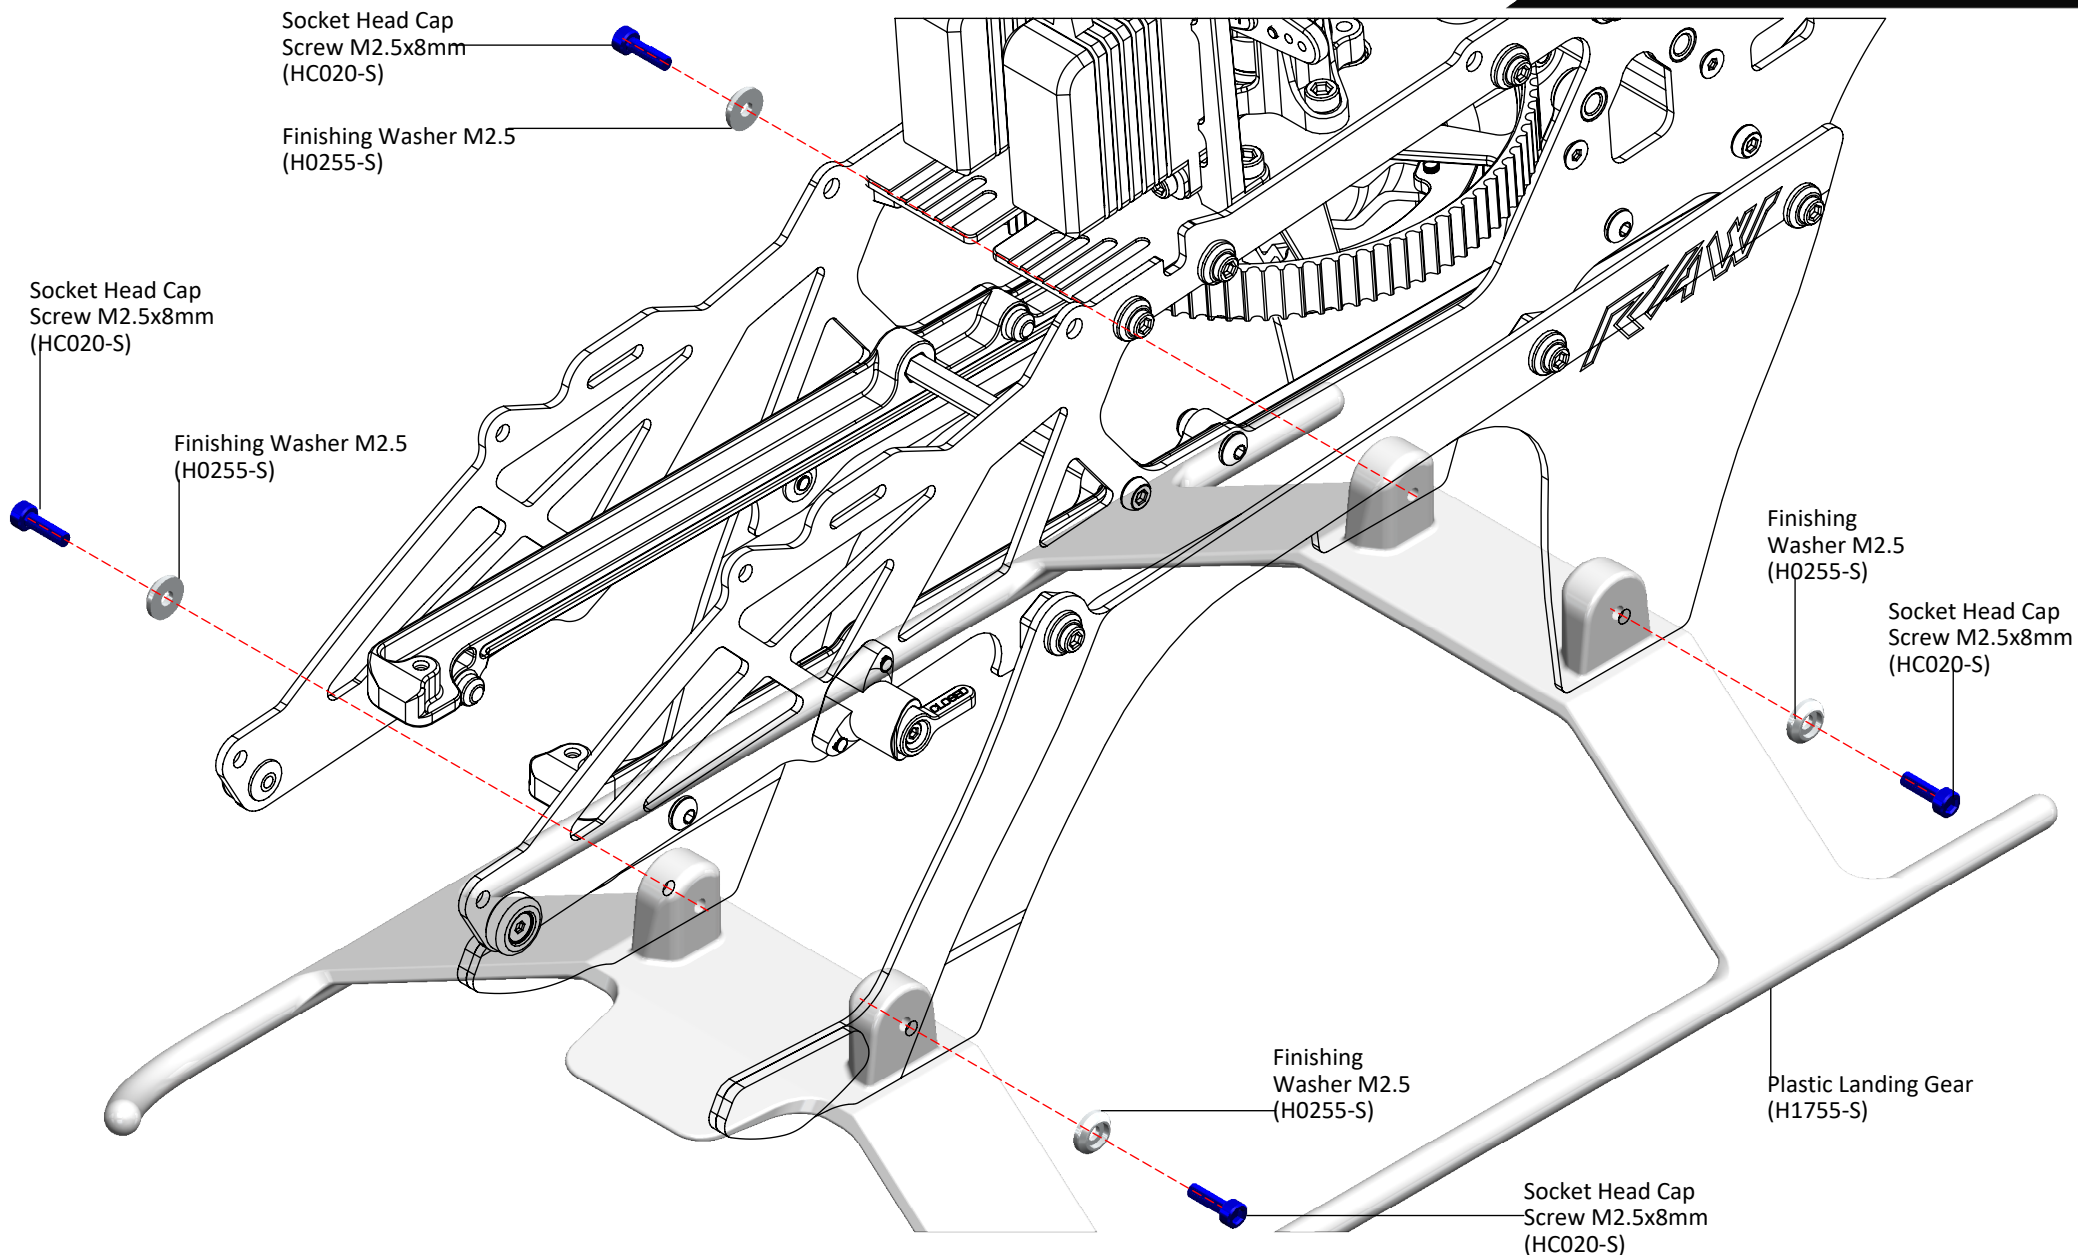 Socket Head Cap
Screw M2.5x8mm
(HC020-S)
Finishing Washer M2.5
(H0255-S)
Socket Head Cap
Screw M2.5x8mm
(HC020-S)
Finishing Washer M2.5
(H0255-S)
RAW
Finishing
Washer M2.5
(H0255-S)
Socket Head Cap
Screw M2.5x8mm
(HC020-S)
CLOSED
Finishing
Washer M2.5
(H0255-S)
Plastic Landing Gear
(H1755-S)
Socket Head Cap
Screw M2.5x8mm
(HC020-S)